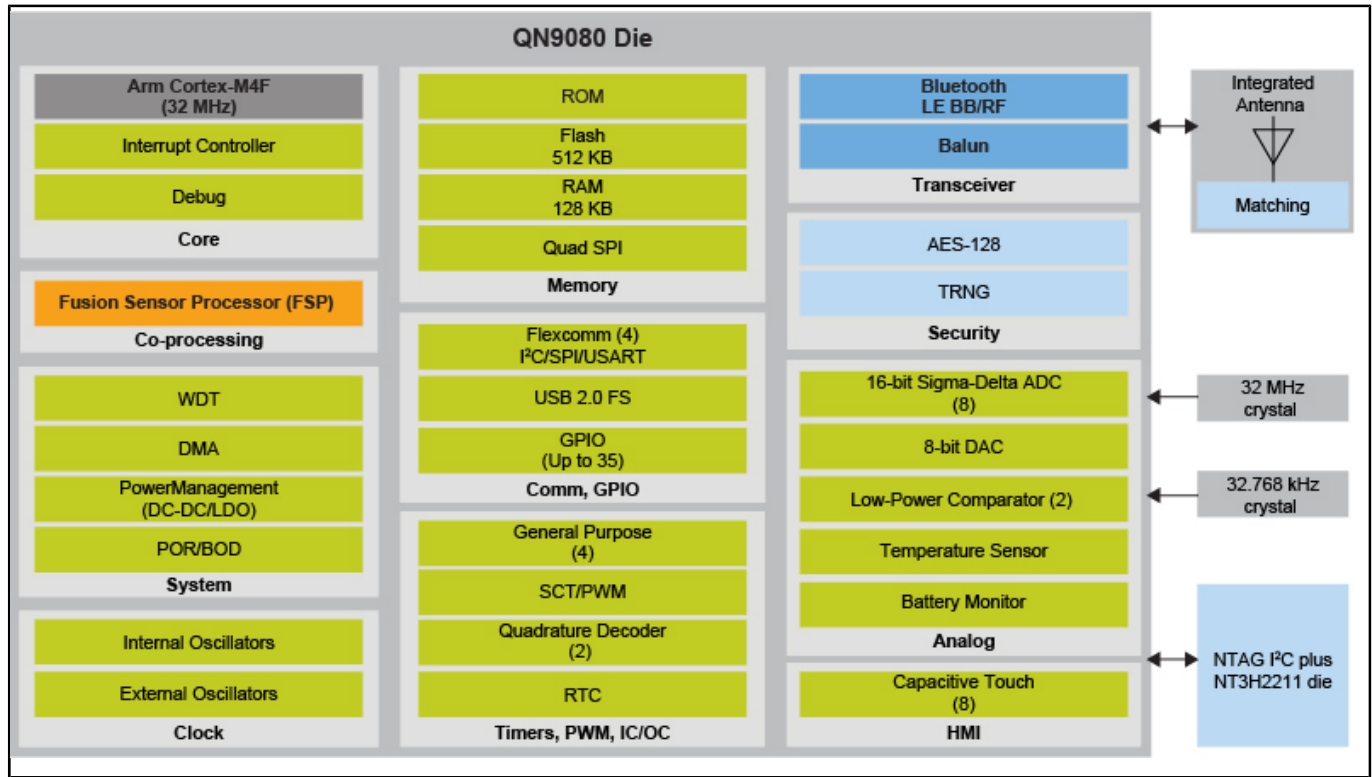 QN9080 Die
Arm Cortex-M4F
(32 MHz)
Interrupt Controller
Debug
Core
Fusion Sensor Processor (FSP)
Co-processing
WDT
DMA
PowerManagement
(DC-DC/LDO)
POR/BOD
System
Internal Oscillators
External Oscillators
Clock
ROM
Flash
512 KB
RAM
128 KB
Quad SPI
Memory
Flexcomm (4)
I²C/SPI/USART
USB 2.0 FS
GPIO
(Up to 35)
Comm, GPIO
General Purpose
(4)
SCT/PWM
Quadrature Decoder
(2)
RTC
Timers, PWM, IC/OC
Bluetooth
LE BB/RF
Balun
Transceiver
AES-128
TRNG
Security
16-bit Sigma-Delta ADC
(8)
8-bit DAC
Low-Power Comparator (2)
Temperature Sensor
Battery Monitor
Analog
Capacitive Touch
(8)
HMI
Integrated
Antenna
Matching
32 MHz
crystal
32.768 kHz
crystal
NTAG I²C plus
NT3H2211 die